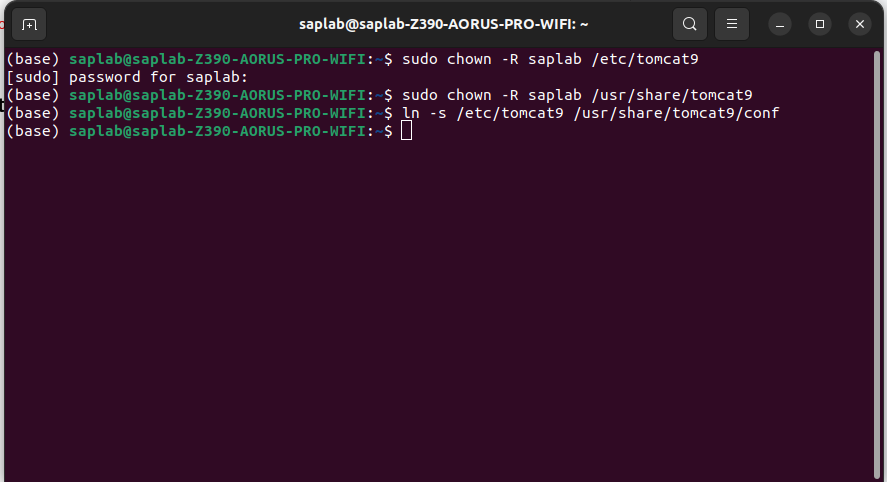 saplab@saplab-Z390-AORUS-PRO-WIFI: ~
(base) saplab@saplab-Z390-AORUS-PRO-WIFI:~$ sudo chown -R saplab /etc/tomcat9
[sudo] password for saplab:
(base) saplab@saplab-Z390-AORUS-PRO-WIFI:~$ sudo chown -R saplab /usr/share/tomcat9
(base) saplab@saplab-Z390-AORUS-PRO-WIFI:~$ ln -s /etc/tomcat9 /usr/share/tomcat9/conf
(base) saplab@saplab-Z390-AORUS-PRO-WIFI:~$